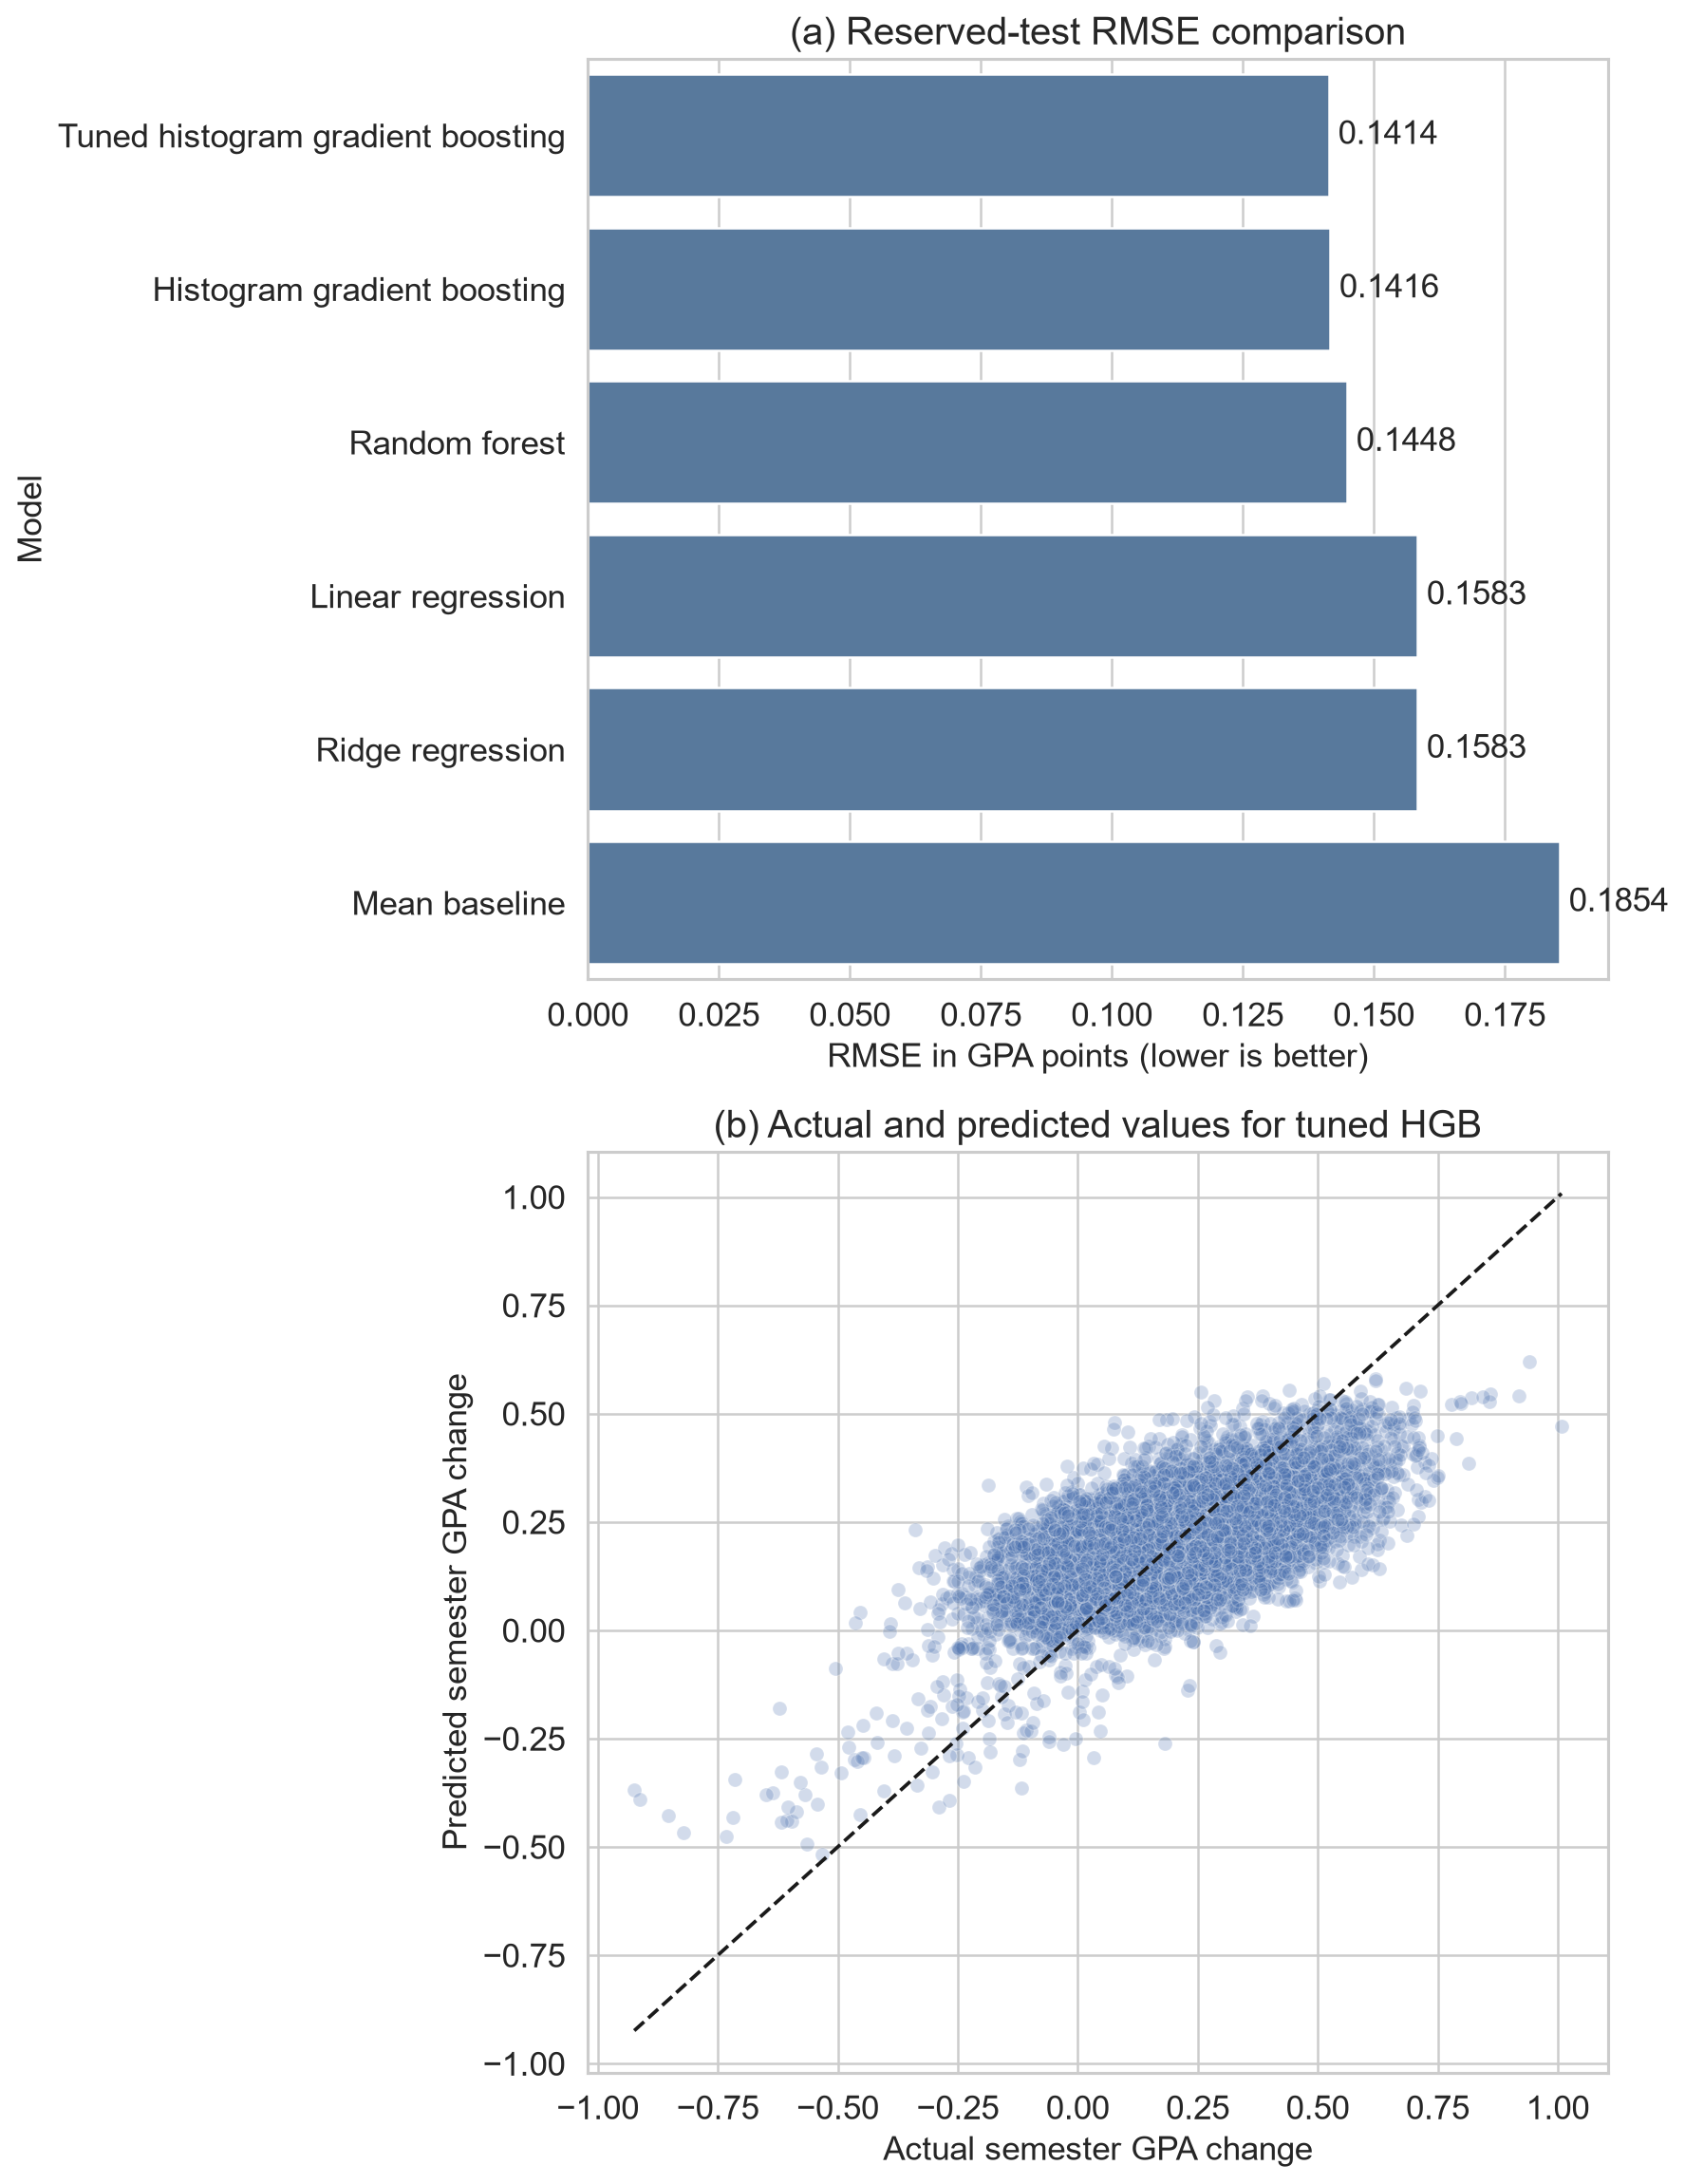 (a) Reserved-test RMSE comparison
Model
Tuned histogram gradient boosting
0.1414
Histogram gradient boosting
0.1416
Random forest
0.1448
Linear regression
0.1583
Ridge regression
0.1583
Mean baseline
0.1854
0.000 0.025 0.050 0.075 0.100 0.125 0.150 0.175
RMSE in GPA points (lower is better)
(b) Actual and predicted values for tuned HGB
Predicted semester GPA change
1.00
0.75
0.50
0.25
0.00
−0.25
−0.50
−0.75
−1.00
−1.00 −0.75 −0.50 −0.25 0.00 0.25 0.50 0.75 1.00
Actual semester GPA change